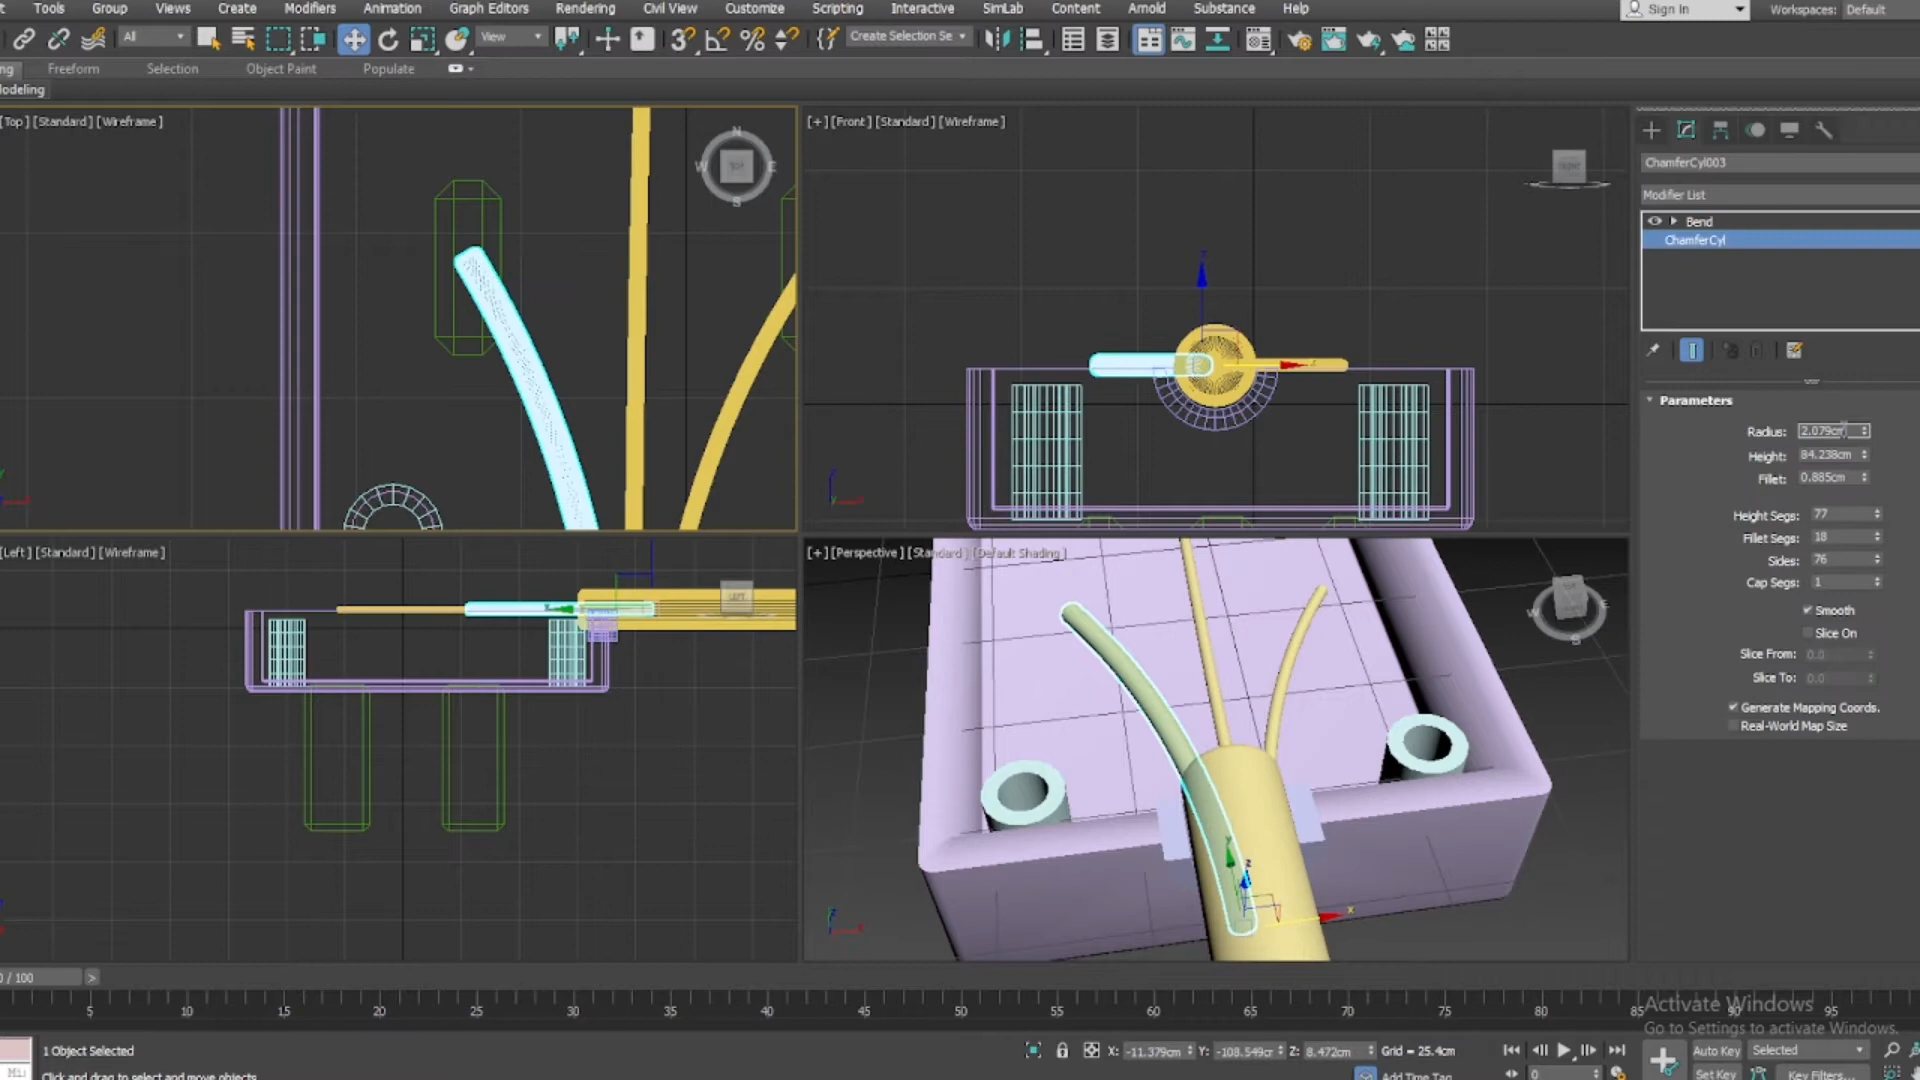 Tools Group Views Create Modifiers Animation Graph Editors Rendering Civil View Customize Scripting Interactive SimLab Content Arnold Substance Help
Sign In Workspaces: Default
All View Create Selection Se
Freeform Selection Object Paint Populate
[Top] [Standard] [Wireframe]
N
W TOP E
S
[+] [Front] [Standard] [Wireframe]
FRONT
z
ChamferCyl003
Modifier List
Bend
ChamferCyl
Parameters
Radius: 2.079cm
Height: 84.238cm
Fillet: 0.885cm
Height Segs: 77
Fillet Segs: 18
Sides: 76
Cap Segs: 1
Smooth
Slice On
Slice From: 0.0
Slice To: 0.0
Generate Mapping Coords.
Real-World Map Size
[Left] [Standard] [Wireframe]
LEFT
[+] [Perspective] [Standard] [Default Shading]
0 / 100 >
5 10 15 20 25 30 35 40 45 50 55 60 65 70 75 80 85 90 95
Activate Windows
Go to Settings to activate Windows.
1 Object Selected
X: -11.379cm Y: -108.549cr Z: 8.472cm Grid = 25.4cm
Auto Key Selected
Mi
Click and drag to select and move objects
Add Time Tag
0
Set Key Key Filters...